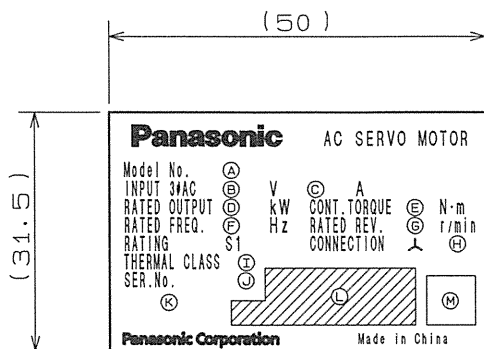 (50)
(31.5)
Panasonic AC SERVO MOTOR
Model No. Ⓐ
INPUT 3φAC Ⓑ V Ⓒ A
RATED OUTPUT Ⓓ kW CONT.TORQUE Ⓔ N·m
RATED FREQ. Ⓕ Hz RATED REV. Ⓖ r/min
RATING S1 CONNECTION 人 Ⓗ
THERMAL CLASS Ⓘ
SER.No. Ⓙ
Ⓚ Ⓛ Ⓜ
Panasonic Corporation Made in China